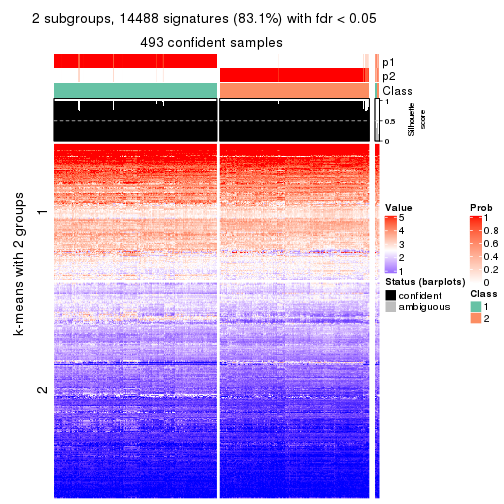 2 subgroups, 14488 signatures (83.1%) with fdr < 0.05
493 confident samples
p1
p2
Class
1
0.5
0
Silhouette
score
k-means with 2 groups
1
2
Value
5
4
3
2
1
Status (barplots)
confident
ambiguous
Prob
1
0.8
0.6
0.4
0.2
0
Class
1
2